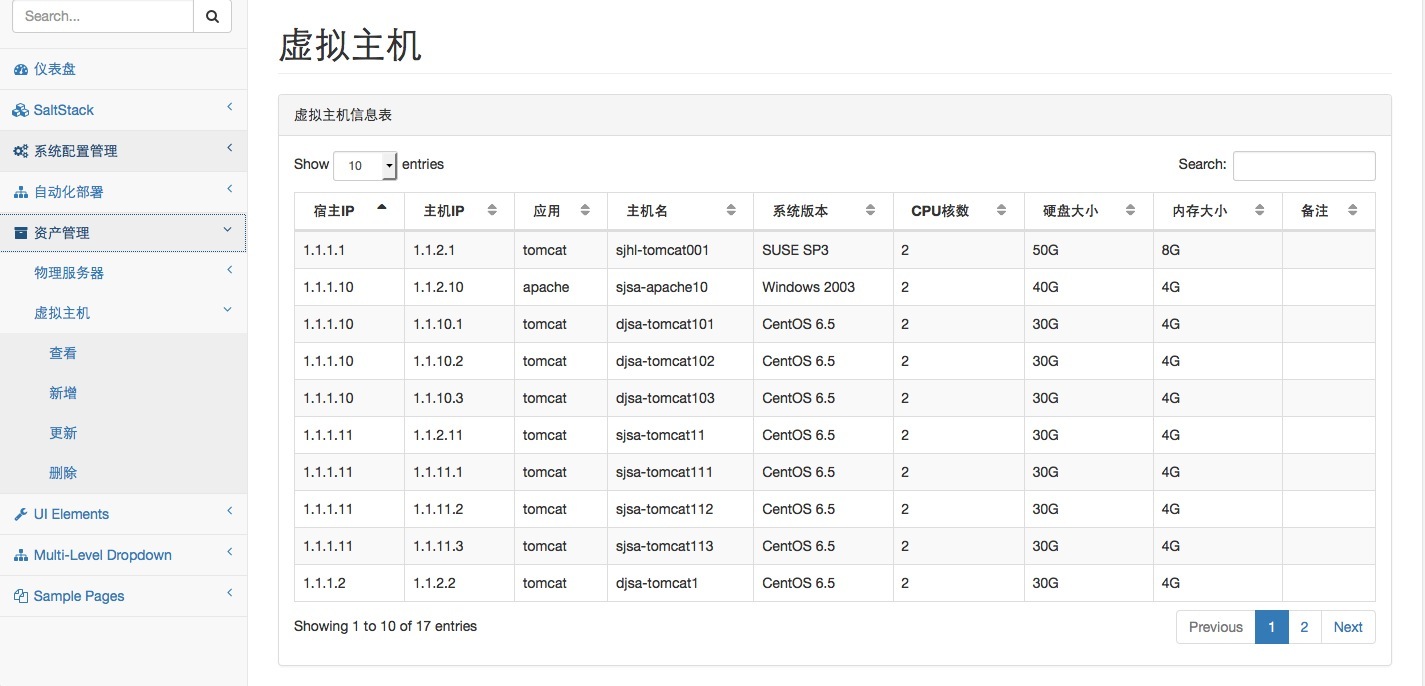 Search...
仪表盘
SaltStack
系统配置管理
自动化部署
资产管理
物理服务器
虚拟主机
查看
新增
更新
删除
UI Elements
Multi-Level Dropdown
Sample Pages
虚拟主机
虚拟主机信息表
Show 10 entries Search:
宿主IP 主机IP 应用 主机名 系统版本 CPU核数 硬盘大小 内存大小 备注
1.1.1.1 1.1.2.1 tomcat sjhl-tomcat001 SUSE SP3 2 50G 8G
1.1.1.10 1.1.2.10 apache sjsa-apache10 Windows 2003 2 40G 4G
1.1.1.10 1.1.10.1 tomcat djsa-tomcat101 CentOS 6.5 2 30G 4G
1.1.1.10 1.1.10.2 tomcat djsa-tomcat102 CentOS 6.5 2 30G 4G
1.1.1.10 1.1.10.3 tomcat djsa-tomcat103 CentOS 6.5 2 30G 4G
1.1.1.11 1.1.2.11 tomcat sjsa-tomcat11 CentOS 6.5 2 30G 4G
1.1.1.11 1.1.11.1 tomcat sjsa-tomcat111 CentOS 6.5 2 30G 4G
1.1.1.11 1.1.11.2 tomcat sjsa-tomcat112 CentOS 6.5 2 30G 4G
1.1.1.11 1.1.11.3 tomcat sjsa-tomcat113 CentOS 6.5 2 30G 4G
1.1.1.2 1.1.2.2 tomcat djsa-tomcat1 CentOS 6.5 2 30G 4G
Showing 1 to 10 of 17 entries Previous 1 2 Next